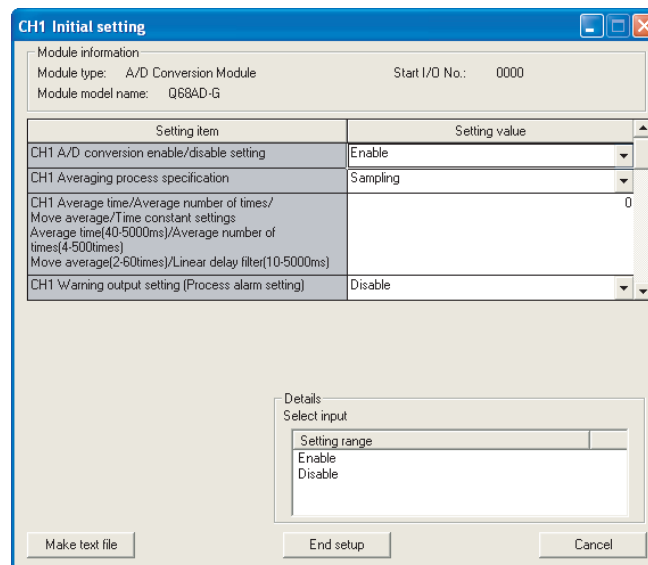 CH1 Initial setting
Module information
Module type: A/D Conversion Module Start I/O No.: 0000
Module model name: Q68AD-G
Setting item Setting value
CH1 A/D conversion enable/disable setting Enable
CH1 Averaging process specification Sampling
CH1 Average time/Average number of times/ 0
Move average/Time constant settings
Average time(40-5000ms)/Average number of
times(4-500times)
Move average(2-60times)/Linear delay filter(10-5000ms)
CH1 Warning output setting (Process alarm setting) Disable
Details
Select input
Setting range
Enable
Disable
Make text file End setup Cancel